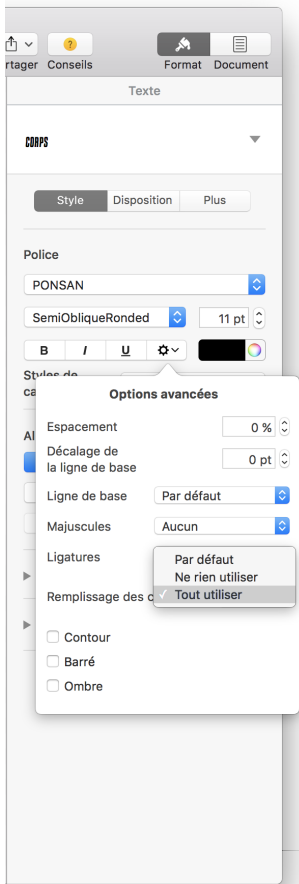 rtager Conseils Format Document
Texte
CORPS
Style Disposition Plus
Police
PONSAN
SemiObliqueRonded 11 pt
B I U
Styles de
ca
Options avancées
Al
Espacement 0 %
Décalage de
la ligne de base 0 pt
Ligne de base Par défaut
Majuscules Aucun
Ligatures Par défaut
Ne rien utiliser
Remplissage des c ✓ Tout utiliser
Contour
Barré
Ombre